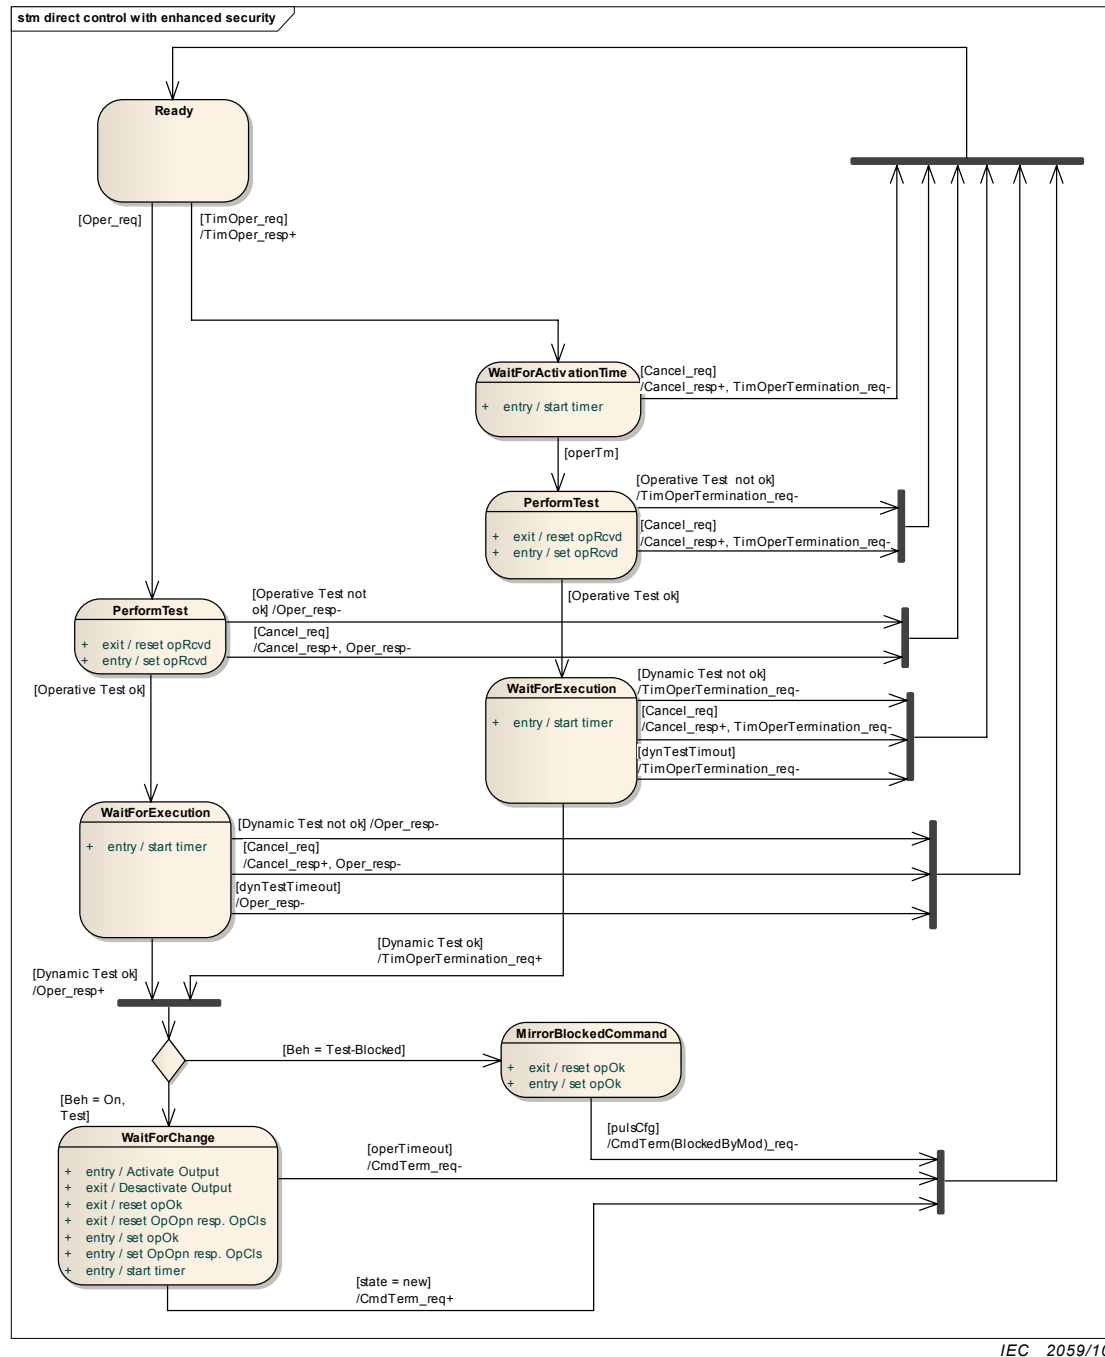 stm direct control with enhanced security
Ready
[Oper_req]
[TimOper_req]
/TimOper_resp+
WaitForActivationTime
+ entry / start timer
[Cancel_req]
/Cancel_resp+, TimOperTermination_req-
[operTm]
PerformTest
+ exit / reset opRcvd
+ entry / set opRcvd
[Operative Test not ok]
/TimOperTermination_req-
[Cancel_req]
/Cancel_resp+, TimOperTermination_req-
[Operative Test ok]
PerformTest
+ exit / reset opRcvd
+ entry / set opRcvd
[Operative Test not
ok] /Oper_resp-
[Cancel_req]
/Cancel_resp+, Oper_resp-
[Operative Test ok]
WaitForExecution
+ entry / start timer
[Dynamic Test not ok]
/TimOperTermination_req-
[Cancel_req]
/Cancel_resp+, TimOperTermination_req-
[dynTestTimout]
/TimOperTermination_req-
WaitForExecution
+ entry / start timer
[Dynamic Test not ok] /Oper_resp-
[Cancel_req]
/Cancel_resp+, Oper_resp-
[dynTestTimeout]
/Oper_resp-
[Dynamic Test ok]
/TimOperTermination_req+
[Dynamic Test ok]
/Oper_resp+
[Beh = Test-Blocked]
MirrorBlockedCommand
+ exit / reset opOk
+ entry / set opOk
[Beh = On,
Test]
[pulsCfg]
/CmdTerm(BlockedByMod)_req-
WaitForChange
+ entry / Activate Output
+ exit / Desactivate Output
+ exit / reset opOk
+ exit / reset OpOpn resp. OpCls
+ entry / set opOk
+ entry / set OpOpn resp. OpCls
+ entry / start timer
[operTimeout]
/CmdTerm_req-
[state = new]
/CmdTerm_req+
IEC 2059/10